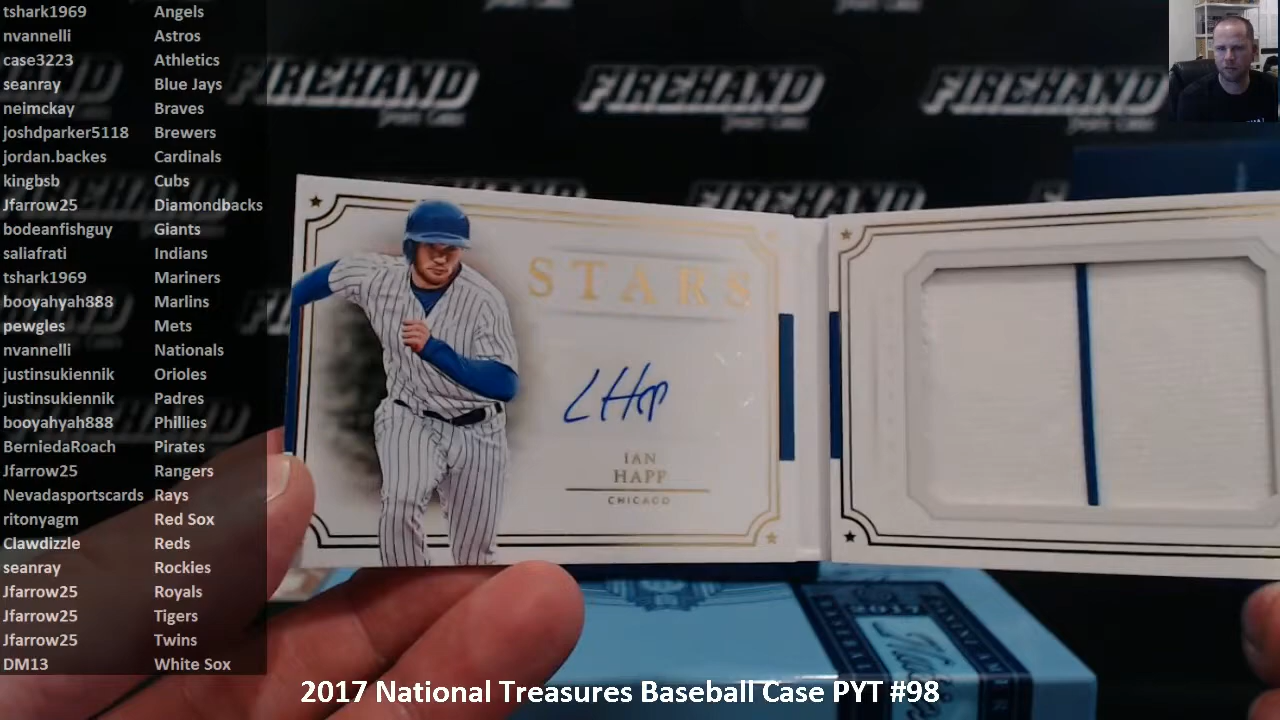 tshark1969 Angels
nvannelli Astros
case3223 Athletics
seanray Blue Jays
neimckay Braves
joshdparker5118 Brewers
jordan.backes Cardinals
kingbsb Cubs
Jfarrow25 Diamondbacks
bodeanfishguy Giants
saliafrati Indians
tshark1969 Mariners
booyahyah888 Marlins
pewgles Mets
nvannelli Nationals
justinsukiennik Orioles
justinsukiennik Padres
booyahyah888 Phillies
BerniedaRoach Pirates
Jfarrow25 Rangers
Nevadasportscards Rays
ritonyagm Red Sox
Clawdizzle Reds
seanray Rockies
Jfarrow25 Royals
Jfarrow25 Tigers
Jfarrow25 Twins
DM13 White Sox
FIREHAND FIREHAND FIREHAND
STARS
IAN
HAPP
CHICAGO
2017
2017 National Treasures Baseball Case PYT #98